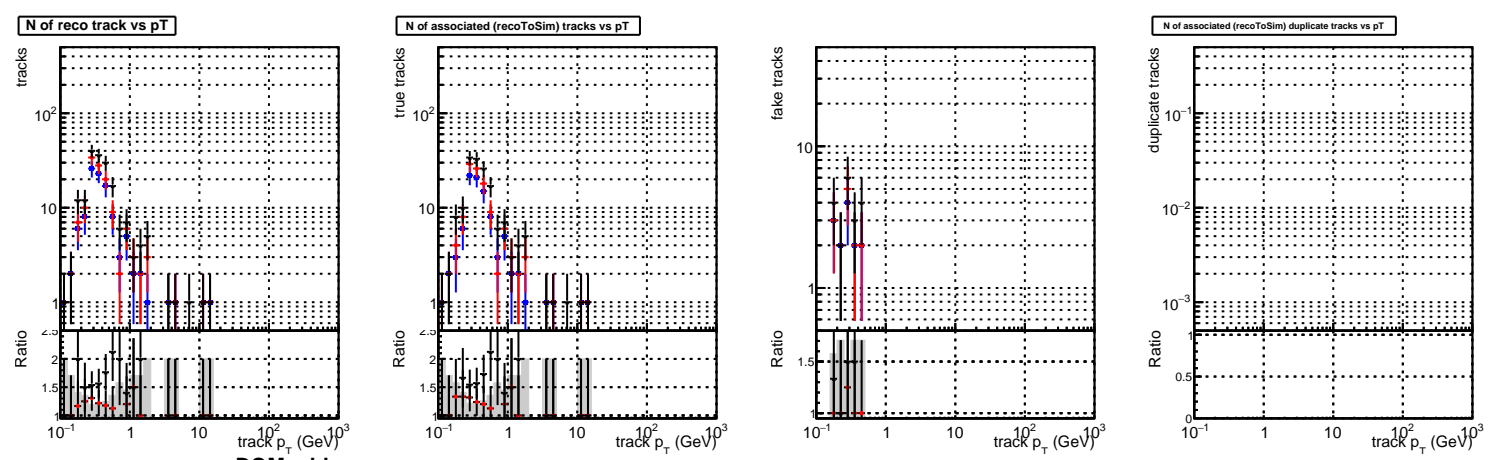 N of reco track vs pT
tracks
10²
10
1
Ratio
2.5
2
1.5
1
10⁻¹ 1 10 10² 10³
track p_T (GeV)
N of associated (recoToSim) tracks vs pT
true tracks
10²
10
1
Ratio
2.5
2
1.5
1
10⁻¹ 1 10 10² 10³
track p_T (GeV)
fake tracks
10
1
Ratio
1.5
1
10⁻¹ 1 10 10² 10³
track p_T (GeV)
N of associated (recoToSim) duplicate tracks vs pT
duplicate tracks
10⁻¹
10⁻²
10⁻³
Ratio
1
0.5
0
10⁻¹ 1 10 10² 10³
track p_T (GeV)